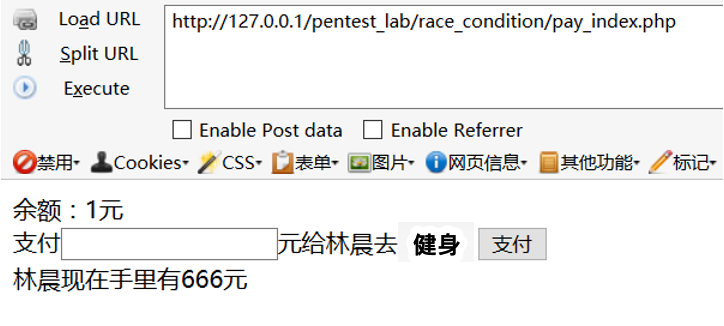 Load URL
http://127.0.0.1/pentest_lab/race_condition/pay_index.php
Split URL
Execute
Enable Post data Enable Referrer
禁用 Cookies CSS 表单 图片 网页信息 其他功能 标记
余额：1元
支付 元给林晨去 健身 支付
林晨现在手里有666元